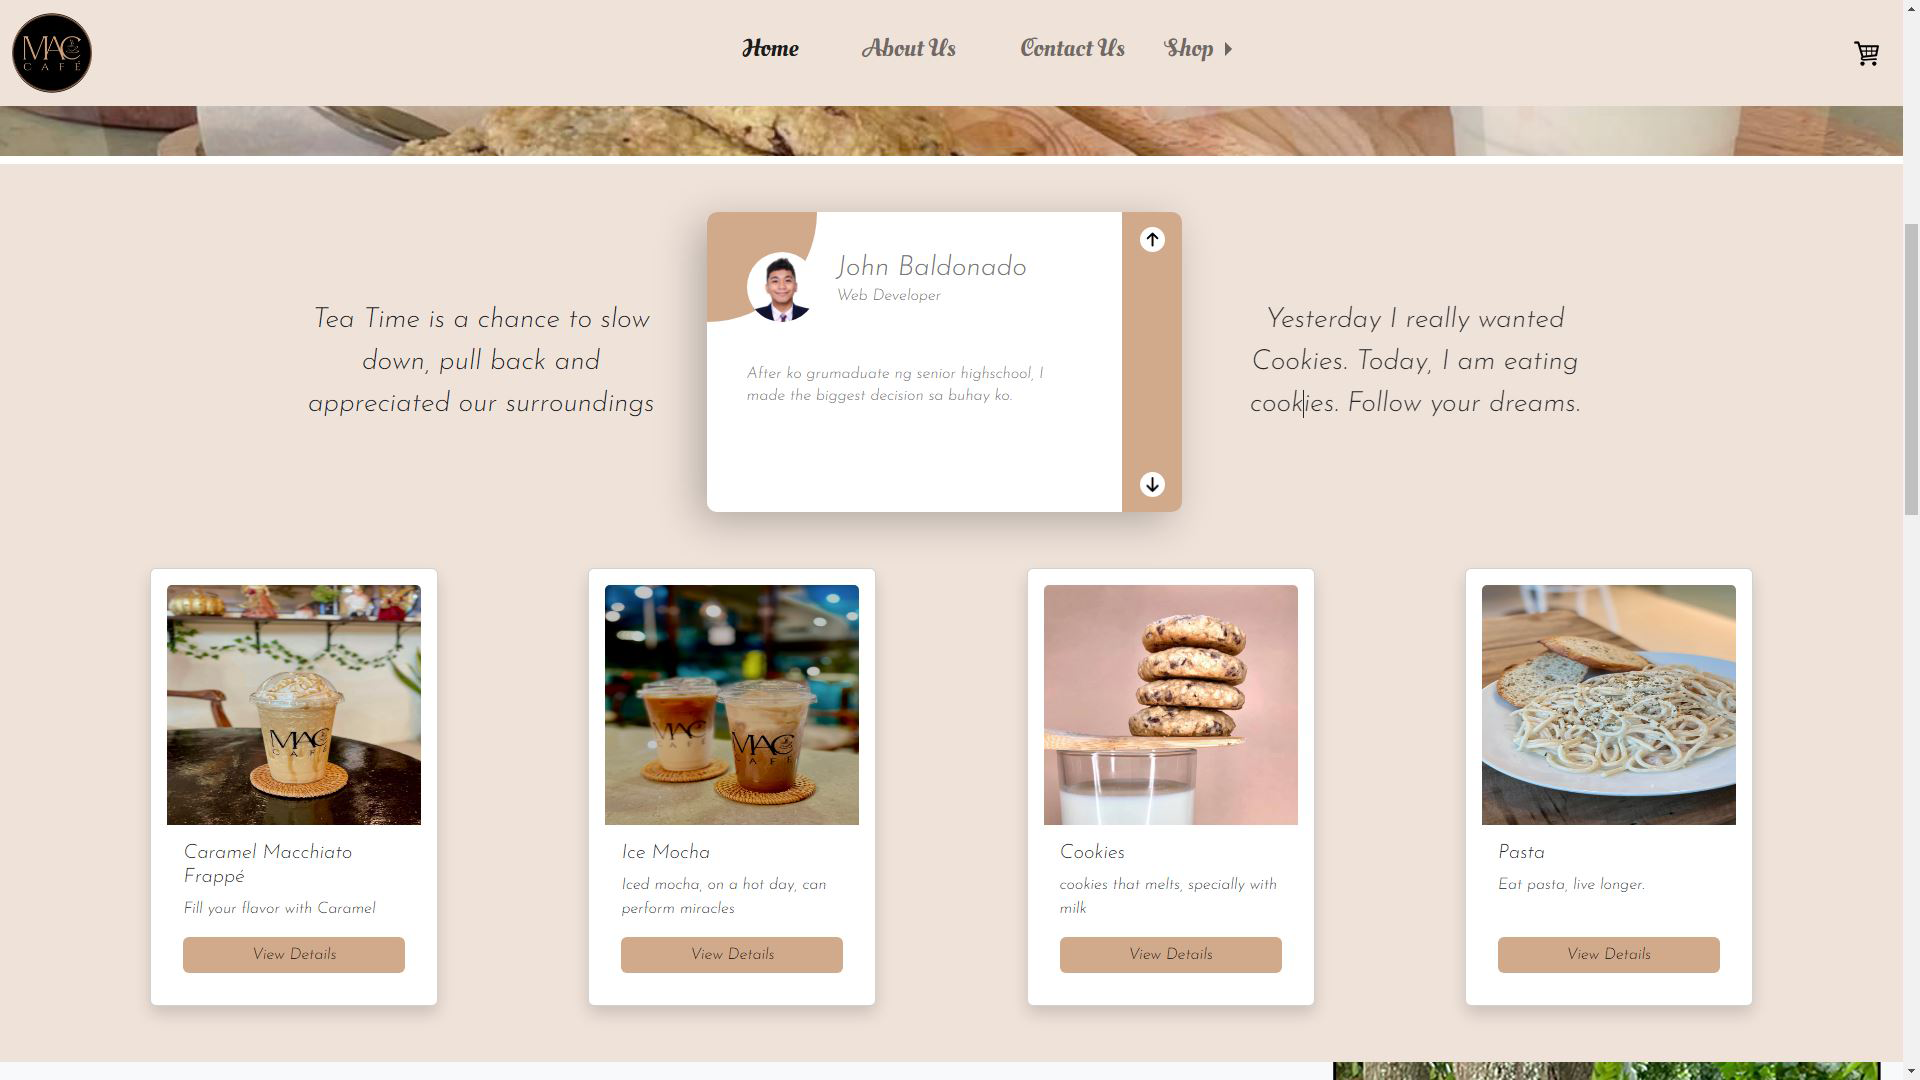 MAC
CAFÉ
Home
About Us
Contact Us
Shop
John Baldonado
Web Developer
After ko grumaduate ng senior highschool, I
made the biggest decision sa buhay ko.
Tea Time is a chance to slow
down, pull back and
appreciated our surroundings
Yesterday I really wanted
Cookies. Today, I am eating
cookies. Follow your dreams.
MAC
CAFÉ
MAC
CAFÉ
MAC
CAFÉ
Caramel Macchiato
Frappé
Fill your flavor with Caramel
View Details
Ice Mocha
Iced mocha, on a hot day, can
perform miracles
View Details
Cookies
cookies that melts, specially with
milk
View Details
Pasta
Eat pasta, live longer.
View Details